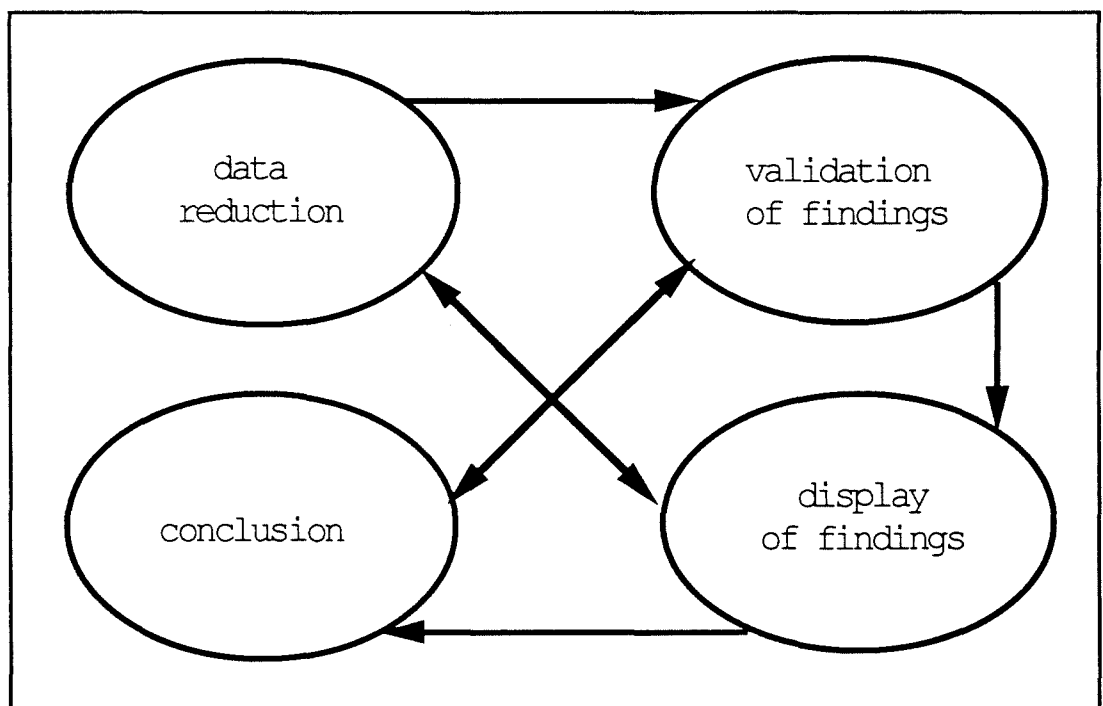 data
reduction
validation
of findings
conclusion
display
of findings